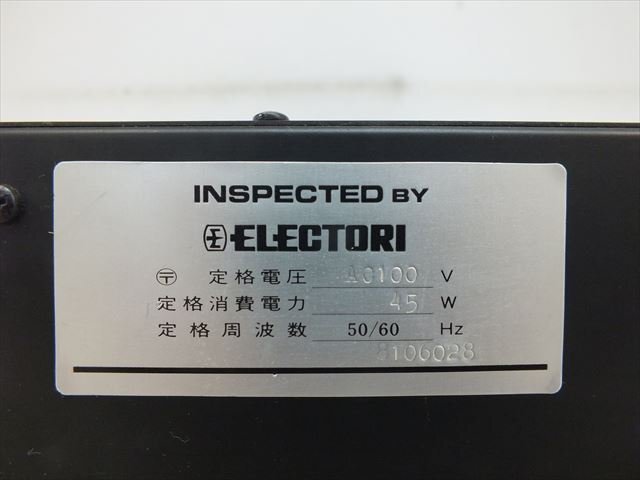 INSPECTED BY
ELECTORI
〶 定格電圧 AC100 V
定格消費電力 45 W
定格周波数 50/60 Hz